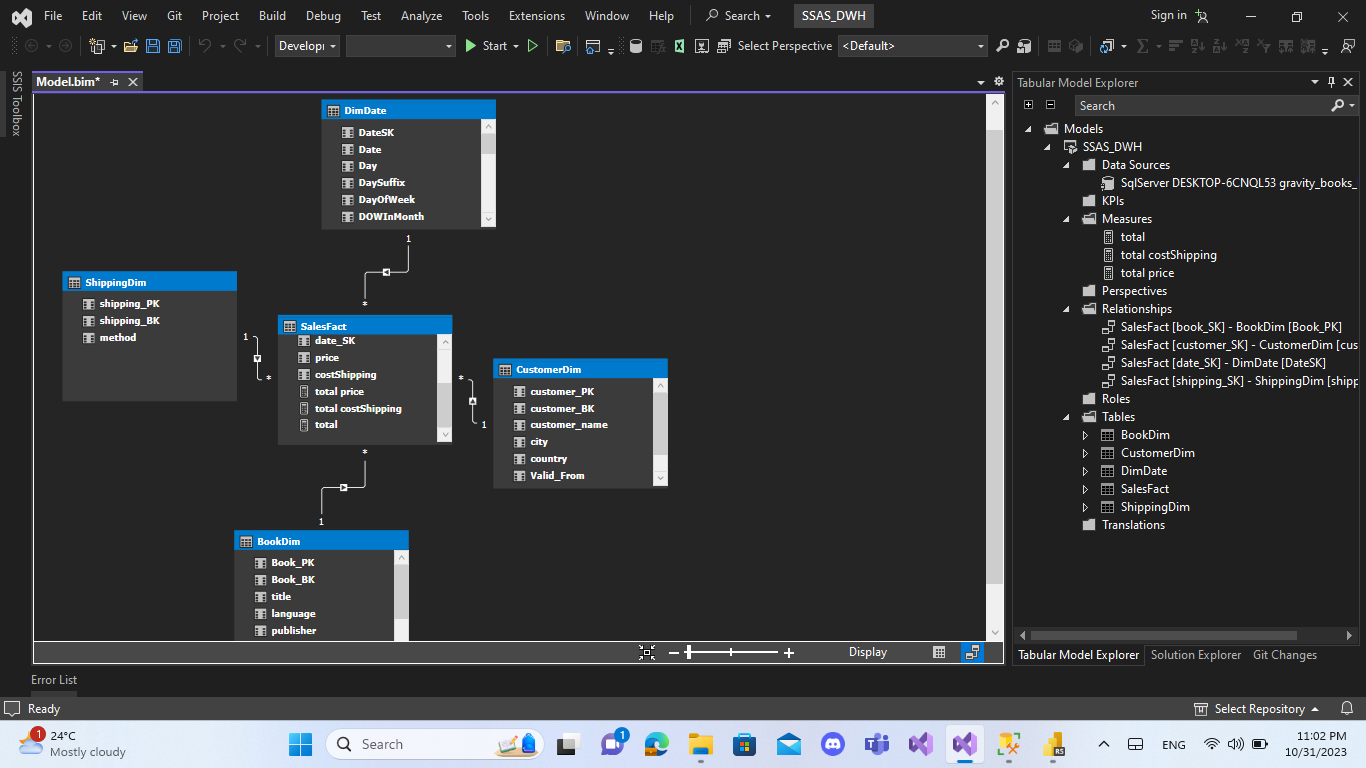 File Edit View Git Project Build Debug Test Analyze Tools Extensions Window Help Search SSAS_DWH Sign in
Developı Start Select Perspective <Default>
SSIS Toolbox
Model.bim*
DimDate
DateSK
Date
Day
DaySuffix
DayOfWeek
DOWInMonth
1
*
ShippingDim
shipping_PK
shipping_BK
method
1
*
SalesFact
date_SK
price
costShipping
total price
total costShipping
total
*
1
CustomerDim
customer_PK
customer_BK
customer_name
city
country
Valid_From
*
1
BookDim
Book_PK
Book_BK
title
language
publisher
Display
Tabular Model Explorer
Search
Models
SSAS_DWH
Data Sources
SqlServer DESKTOP-6CNQL53 gravity_books_
KPIs
Measures
total
total costShipping
total price
Perspectives
Relationships
SalesFact [book_SK] - BookDim [Book_PK]
SalesFact [customer_SK] - CustomerDim [cus
SalesFact [date_SK] - DimDate [DateSK]
SalesFact [shipping_SK] - ShippingDim [shipp
Roles
Tables
BookDim
CustomerDim
DimDate
SalesFact
ShippingDim
Translations
Tabular Model Explorer Solution Explorer Git Changes
Error List
Ready
Select Repository
1
24°C
Mostly cloudy
Search
1
RS
ENG
11:02 PM
10/31/2023